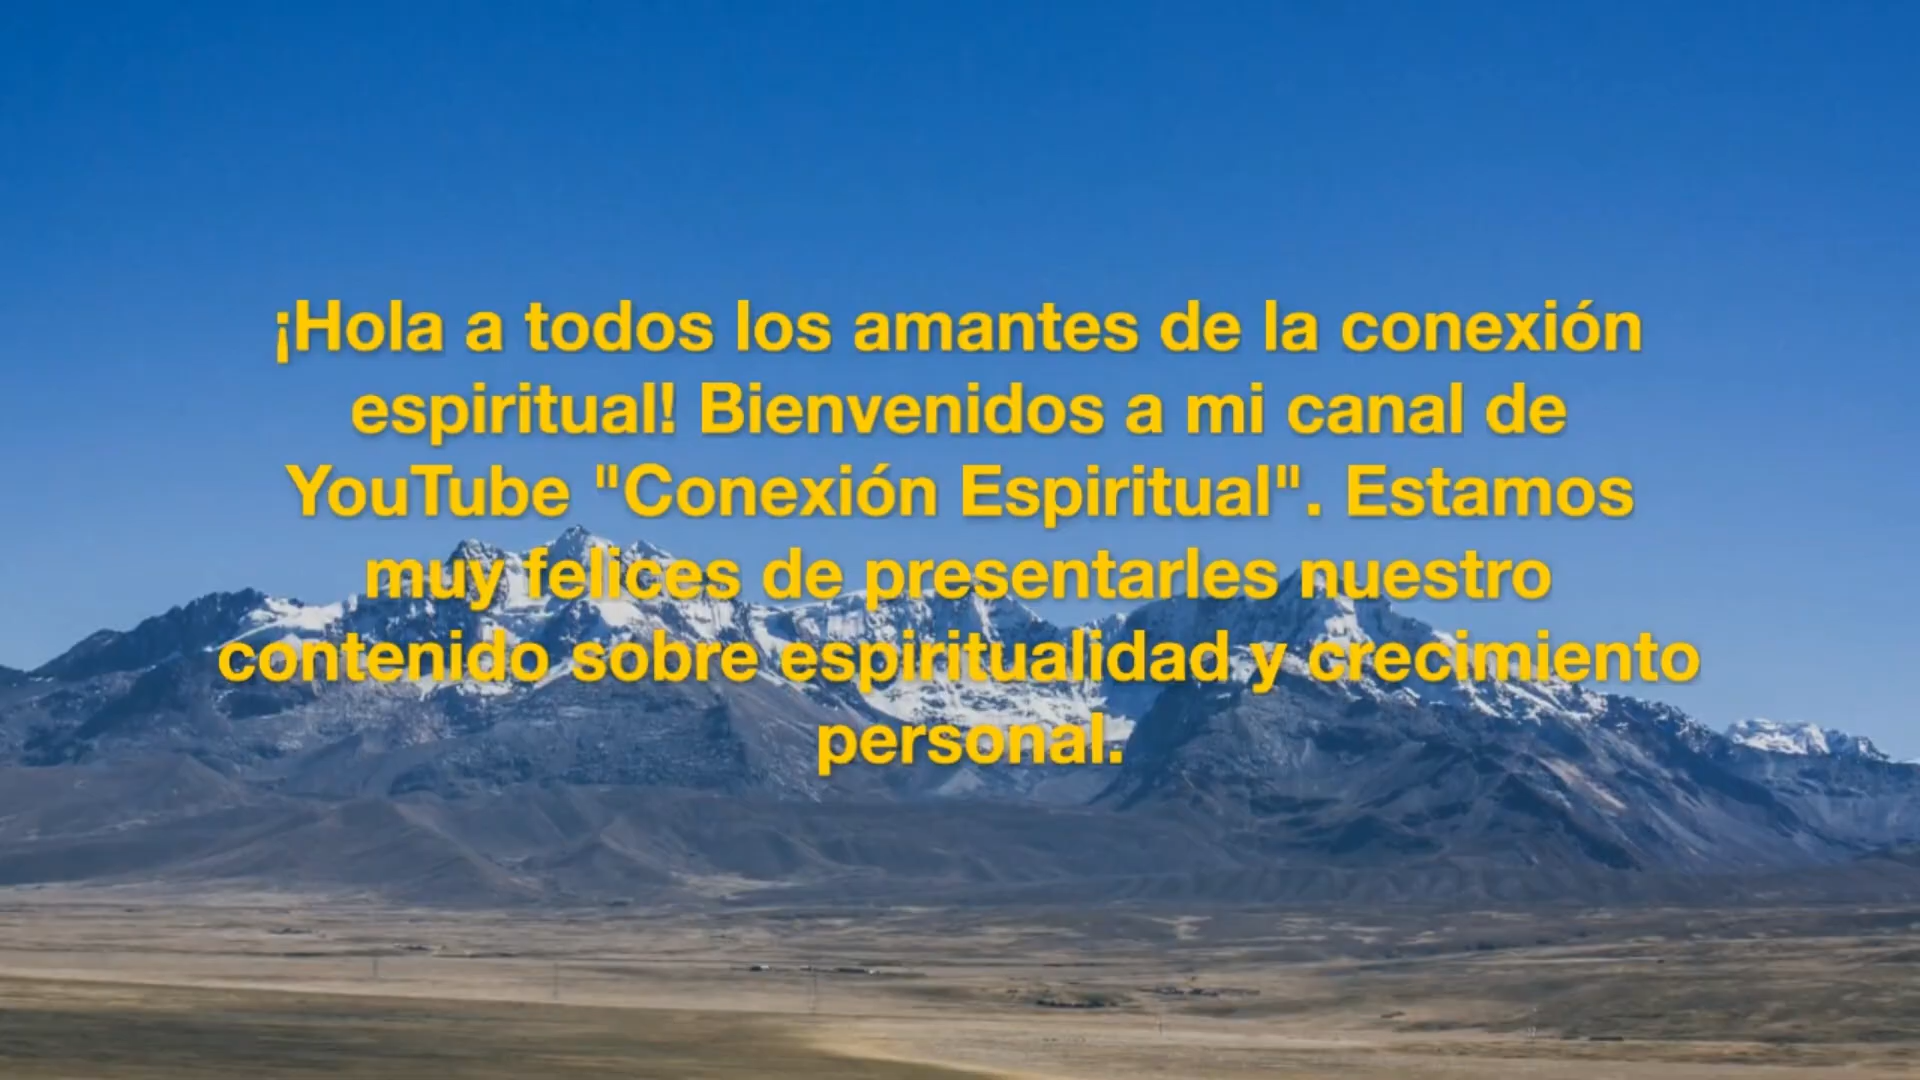 ¡Hola a todos los amantes de la conexión
espiritual! Bienvenidos a mi canal de
YouTube "Conexión Espiritual". Estamos
muy felices de presentarles nuestro
contenido sobre espiritualidad y crecimiento
personal.